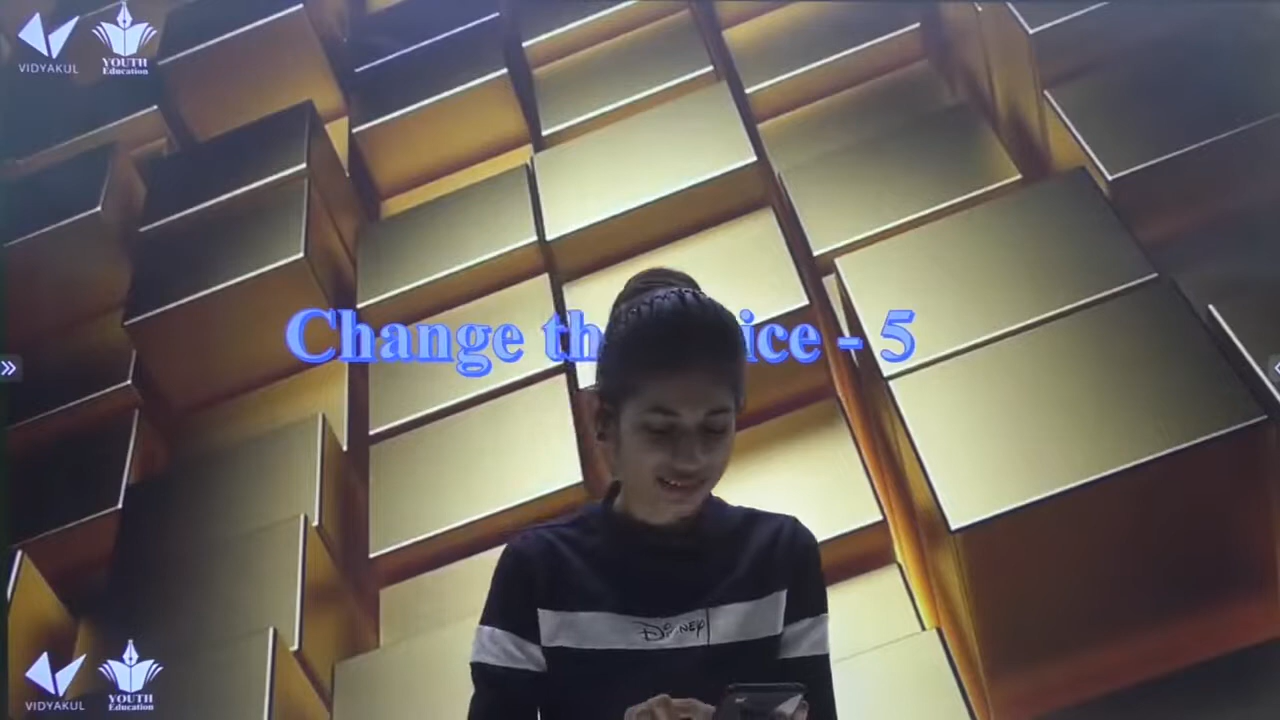 VIDYAKUL
YOUTH
Education
Change th ice - 5
DISNEY
VIDYAKUL
YOUTH
Education